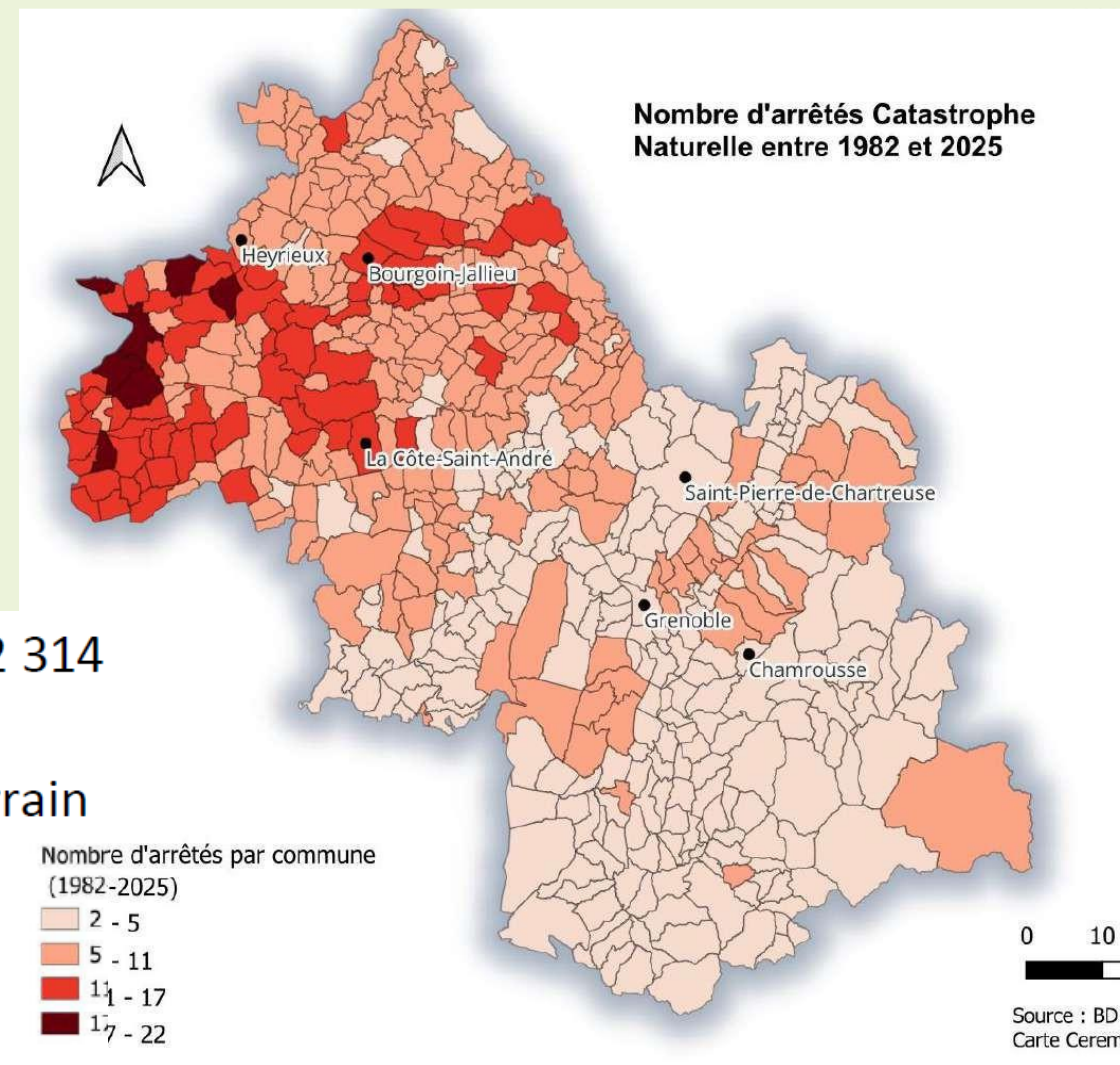 Nombre d'arrêtés Catastrophe
Naturelle entre 1982 et 2025
Heyrieux
Bourgoin-Jallieu
La Côte-Saint-André
Saint-Pierre-de-Chartreuse
Grenoble
Chamrousse
2 314
rain
Nombre d'arrêtés par commune
(1982-2025)
2 - 5
5 - 11
11 - 17
17 - 22
0 10
Source : BD
Carte Cerem